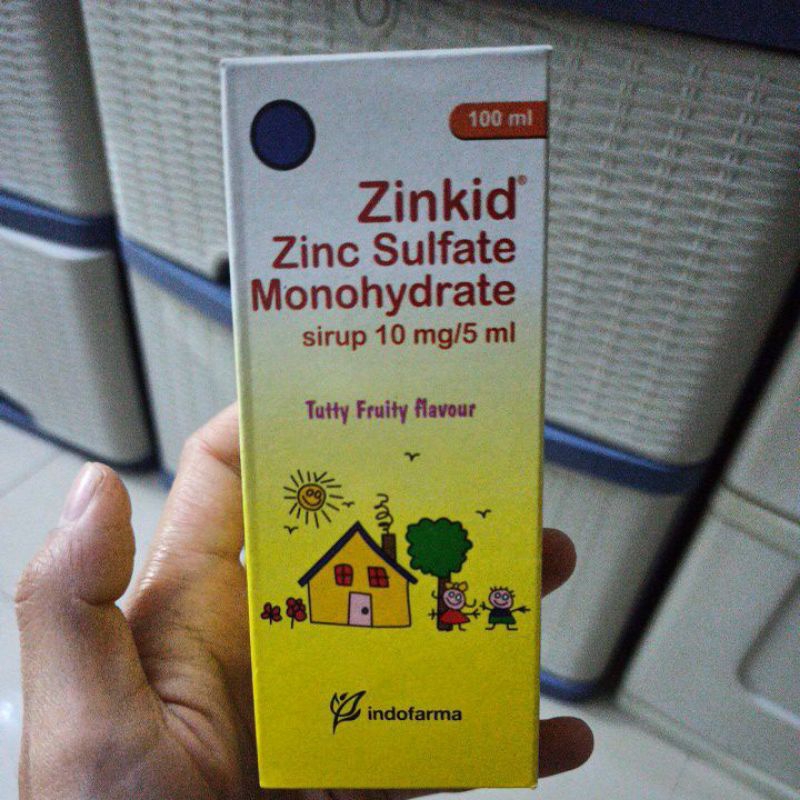 100 ml
Zinkid®
Zinc Sulfate
Monohydrate
sirup 10 mg/5 ml
Tutty Fruity flavour
indofarma